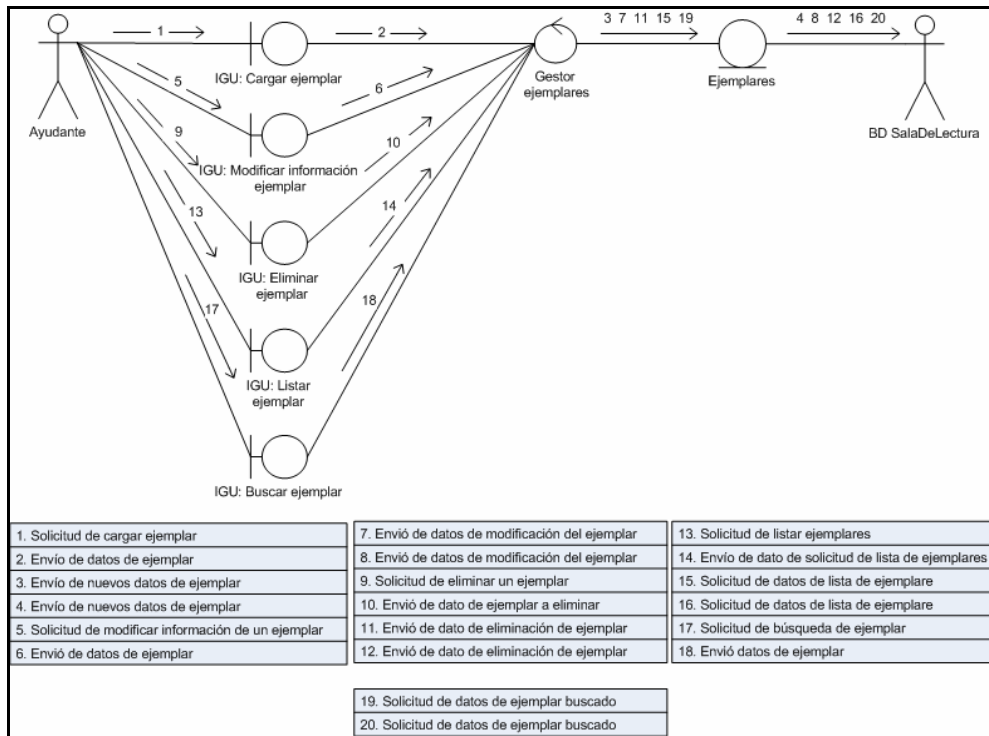 1
2
3 7 11 15 19
4 8 12 16 20
IGU: Cargar ejemplar
Gestor
ejemplares
Ejemplares
Ayudante
BD SalaDeLectura
5
6
IGU: Modificar información
ejemplar
9
10
IGU: Eliminar
ejemplar
13
14
IGU: Listar
ejemplar
17
18
IGU: Buscar ejemplar
1. Solicitud de cargar ejemplar
2. Envío de datos de ejemplar
3. Envío de nuevos datos de ejemplar
4. Envío de nuevos datos de ejemplar
5. Solicitud de modificar información de un ejemplar
6. Envió de datos de ejemplar
7. Envió de datos de modificación del ejemplar
8. Envió de datos de modificación del ejemplar
9. Solicitud de eliminar un ejemplar
10. Envió de dato de ejemplar a eliminar
11. Envió de dato de eliminación de ejemplar
12. Envió de dato de eliminación de ejemplar
13. Solicitud de listar ejemplares
14. Envío de dato de solicitud de lista de ejemplares
15. Solicitud de datos de lista de ejemplare
16. Solicitud de datos de lista de ejemplare
17. Solicitud de búsqueda de ejemplar
18. Envió datos de ejemplar
19. Solicitud de datos de ejemplar buscado
20. Solicitud de datos de ejemplar buscado